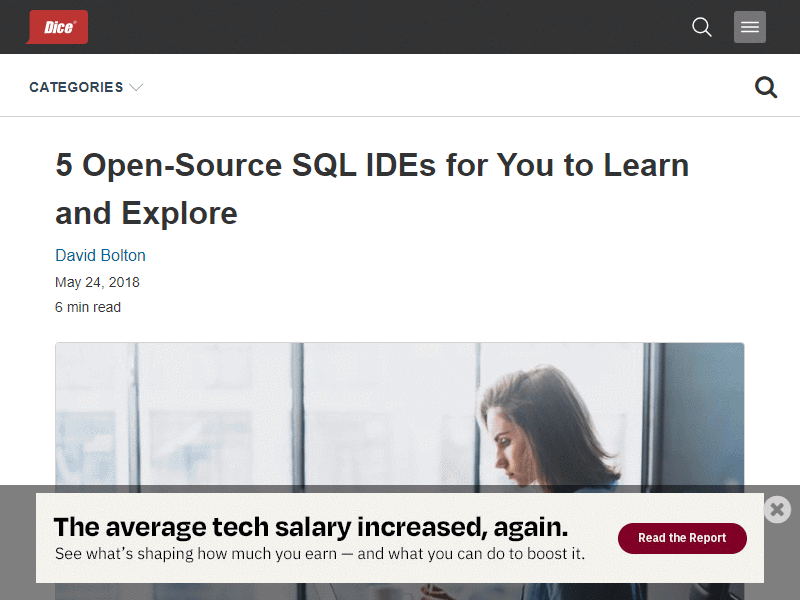 Dice
CATEGORIES
5 Open-Source SQL IDEs for You to Learn
and Explore
David Bolton
May 24, 2018
6 min read
The average tech salary increased, again.
See what's shaping how much you earn — and what you can do to boost it.
Read the Report